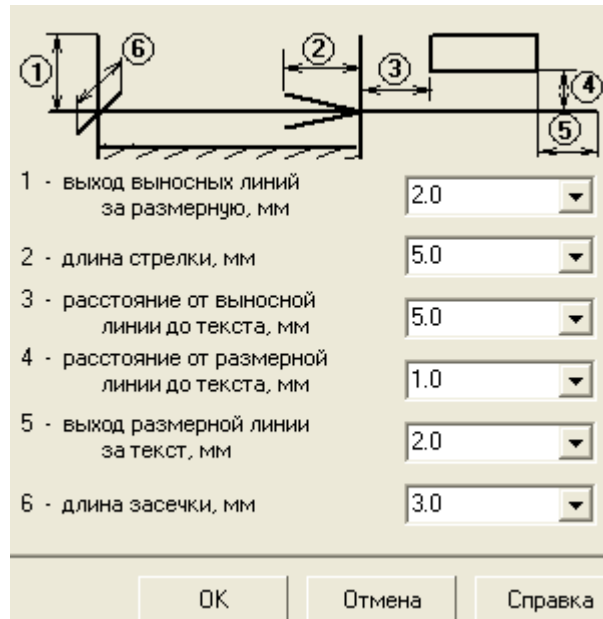 1 6 2 3 4 5
1 - выход выносных линий
за размерную, мм
2.0
2 - длина стрелки, мм
5.0
3 - расстояние от выносной
линии до текста, мм
5.0
4 - расстояние от размерной
линии до текста, мм
1.0
5 - выход размерной линии
за текст, мм
2.0
6 - длина засечки, мм
3.0
OK Отмена Справка